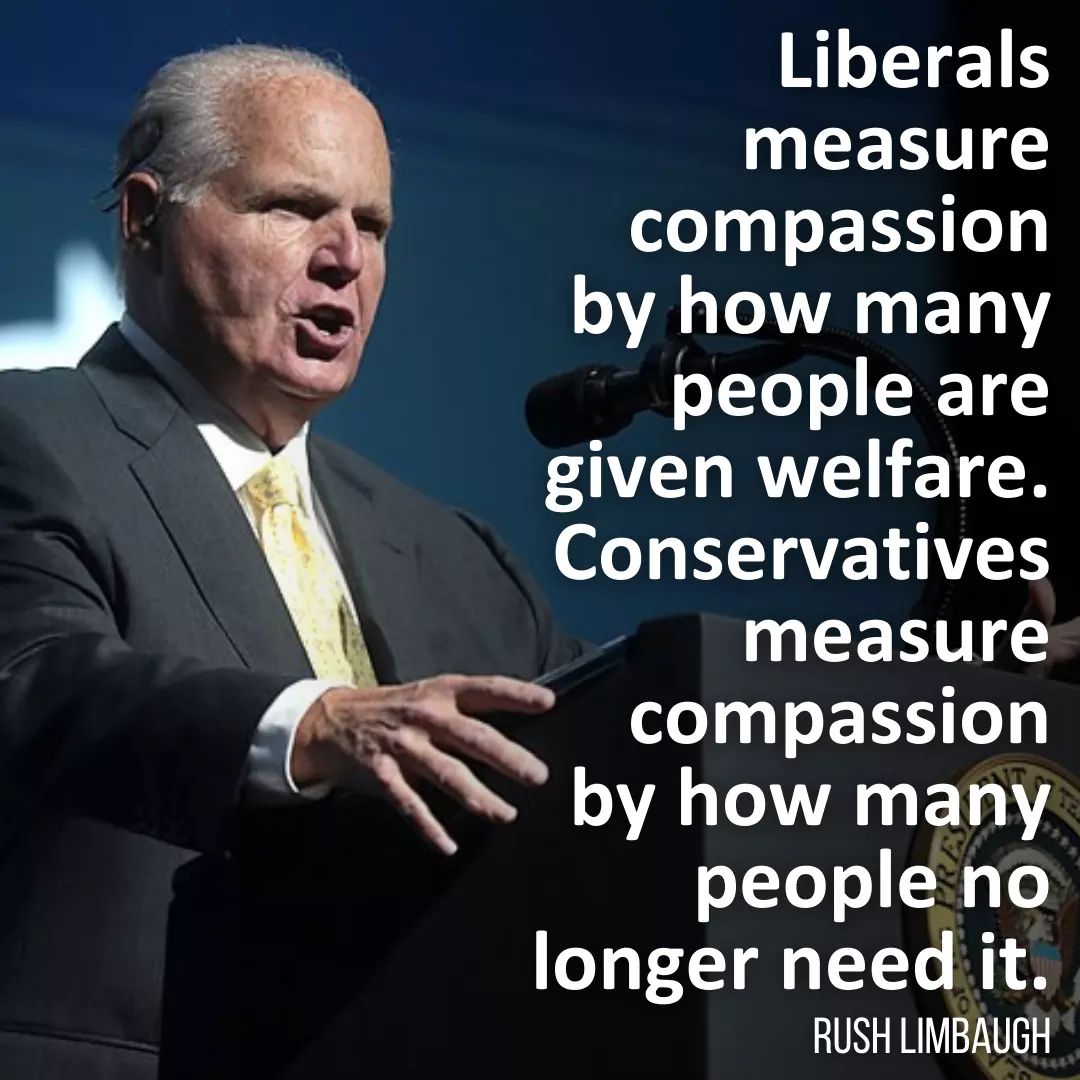 Liberals
measure
compassion
by how many
people are
given welfare.
Conservatives
measure
compassion
by how many
people no
longer need it.
RUSH LIMBAUGH